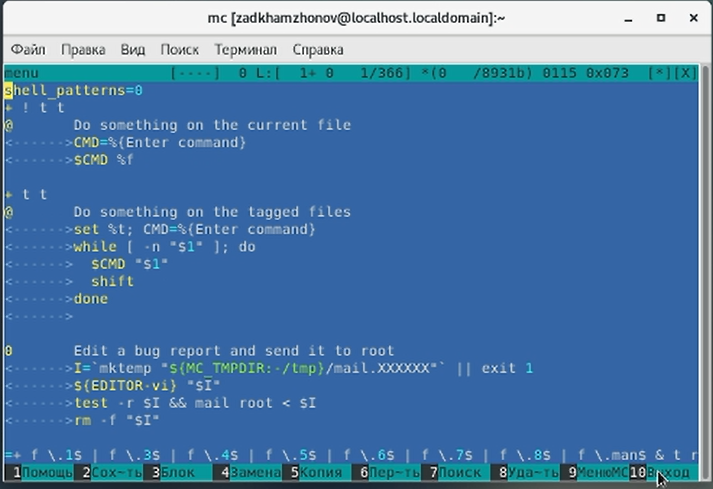 mc [zadkhamzhonov@localhost.localdomain]:~
Файл Правка Вид Поиск Терминал Справка
menu [----] 0 L:[ 1+ 0 1/366] *(0 /8931b) 0115 0x073 [*][X]
shell_patterns=0
+ ! t t
@ Do something on the current file
<------>CMD=%{Enter command}
<------>$CMD %f
+ t t
@ Do something on the tagged files
<------>set %t; CMD=%{Enter command}
<------>while [ -n "$1" ]; do
<------> $CMD "$1"
<------> shift
<------>done
<------>
0 Edit a bug report and send it to root
<------>I=`mktemp "${MC_TMPDIR:-/tmp}/mail.XXXXXX"` || exit 1
<------>${EDITOR-vi} "$I"
<------>test -r $I && mail root < $I
<------>rm -f "$I"
=+ f \.1$ | f \.3$ | f \.4$ | f \.5$ | f \.6$ | f \.7$ | f \.8$ | f \.man$ & t r
1Помощь 2Сох~ть 3Блок 4Замена 5Копия 6Пер~ть 7Поиск 8Уда~ть 9МенюМС 10Выход